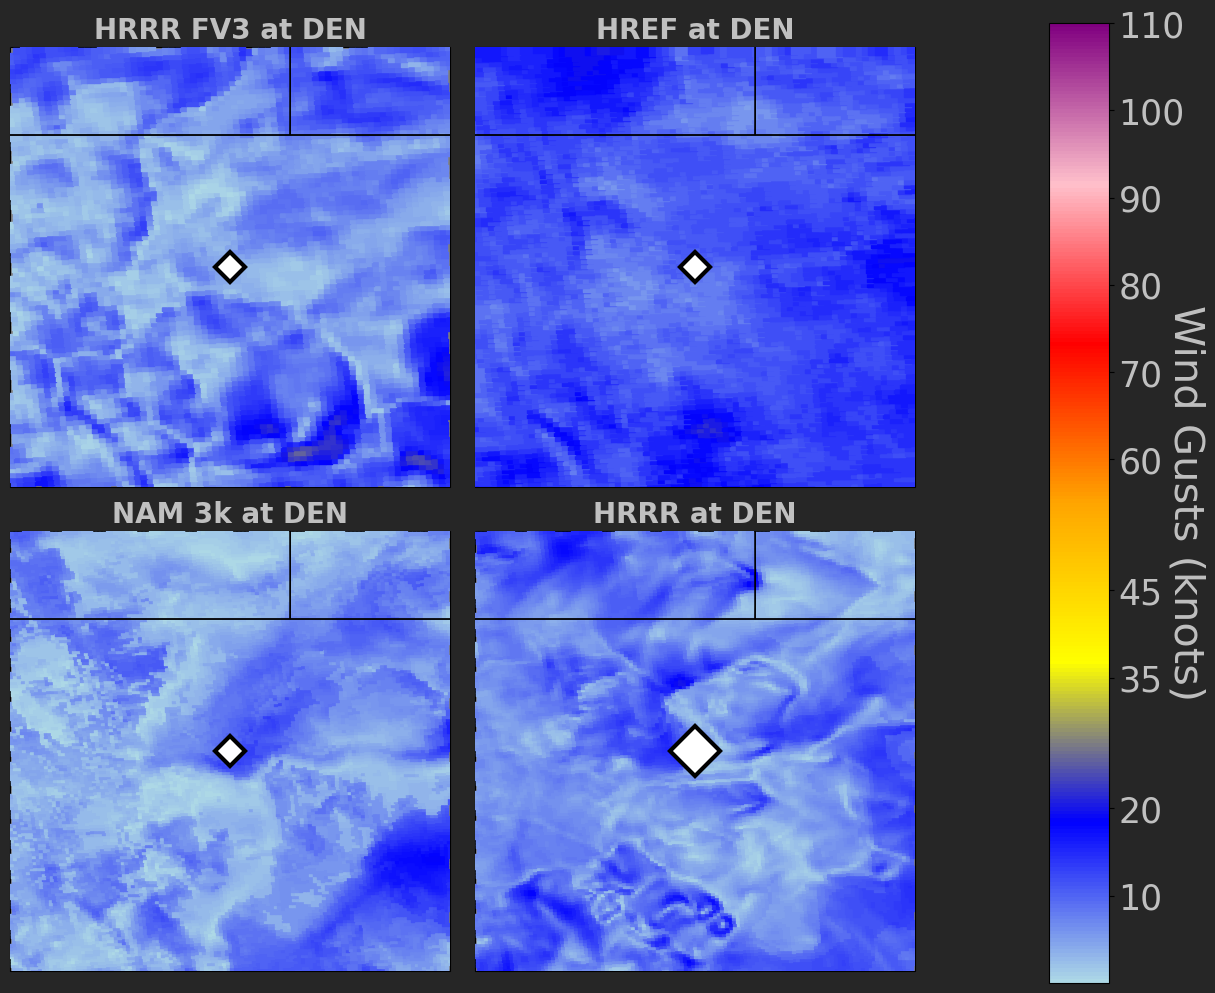 HRRR FV3 at DEN
HREF at DEN
NAM 3k at DEN
HRRR at DEN
110
100
90
80
70
60
45
35
20
10
Wind Gusts (knots)